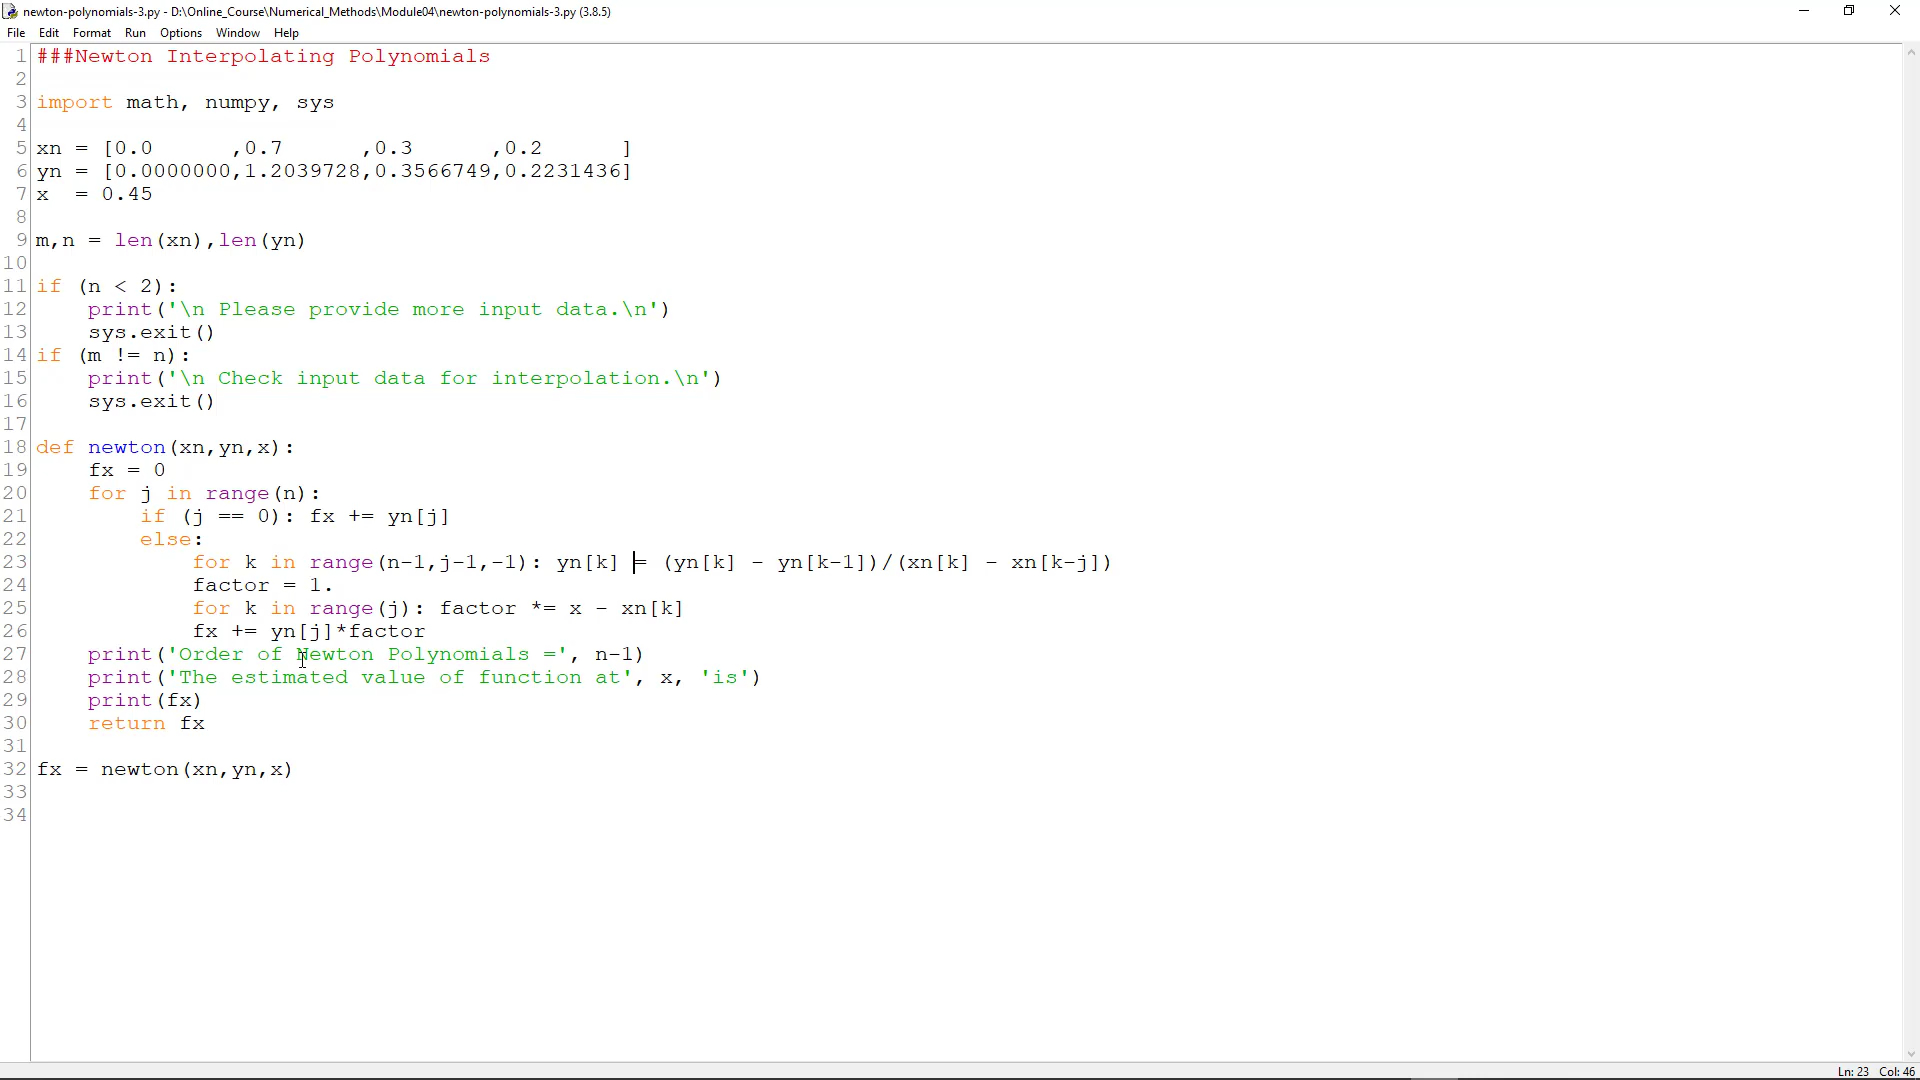 newton-polynomials-3.py - D:\Online_Course\Numerical_Methods\Module04\newton-polynomials-3.py (3.8.5)
File Edit Format Run Options Window Help
1 ###Newton Interpolating Polynomials
2
3 import math, numpy, sys
4
5 xn = [0.0      ,0.7      ,0.3      ,0.2      ]
6 yn = [0.0000000,1.2039728,0.3566749,0.2231436]
7 x  = 0.45
8
9 m,n = len(xn),len(yn)
10
11 if (n < 2):
12     print('\n Please provide more input data.\n')
13     sys.exit()
14 if (m != n):
15     print('\n Check input data for interpolation.\n')
16     sys.exit()
17
18 def newton(xn,yn,x):
19     fx = 0
20     for j in range(n):
21         if (j == 0): fx += yn[j]
22         else:
23             for k in range(n-1,j-1,-1): yn[k] = (yn[k] - yn[k-1])/(xn[k] - xn[k-j])
24             factor = 1.
25             for k in range(j): factor *= x - xn[k]
26             fx += yn[j]*factor
27     print('Order of Newton Polynomials =', n-1)
28     print('The estimated value of function at', x, 'is')
29     print(fx)
30     return fx
31
32 fx = newton(xn,yn,x)
33
34
Ln: 23 Col: 46